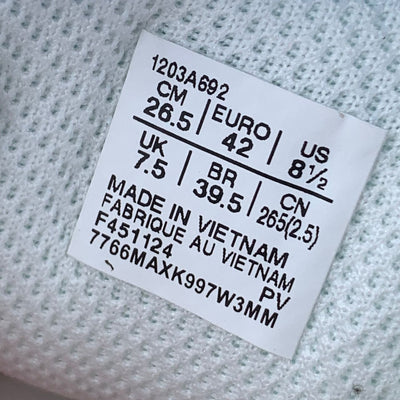 1203A692
CM | EURO | US
26.5 | 42 | 8½
UK | BR | CN
7.5 | 39.5 | 265(2.5)
MADE IN VIETNAM
FABRIQUE AU VIETNAM
F451124 PV
7766MAXK997W3MM